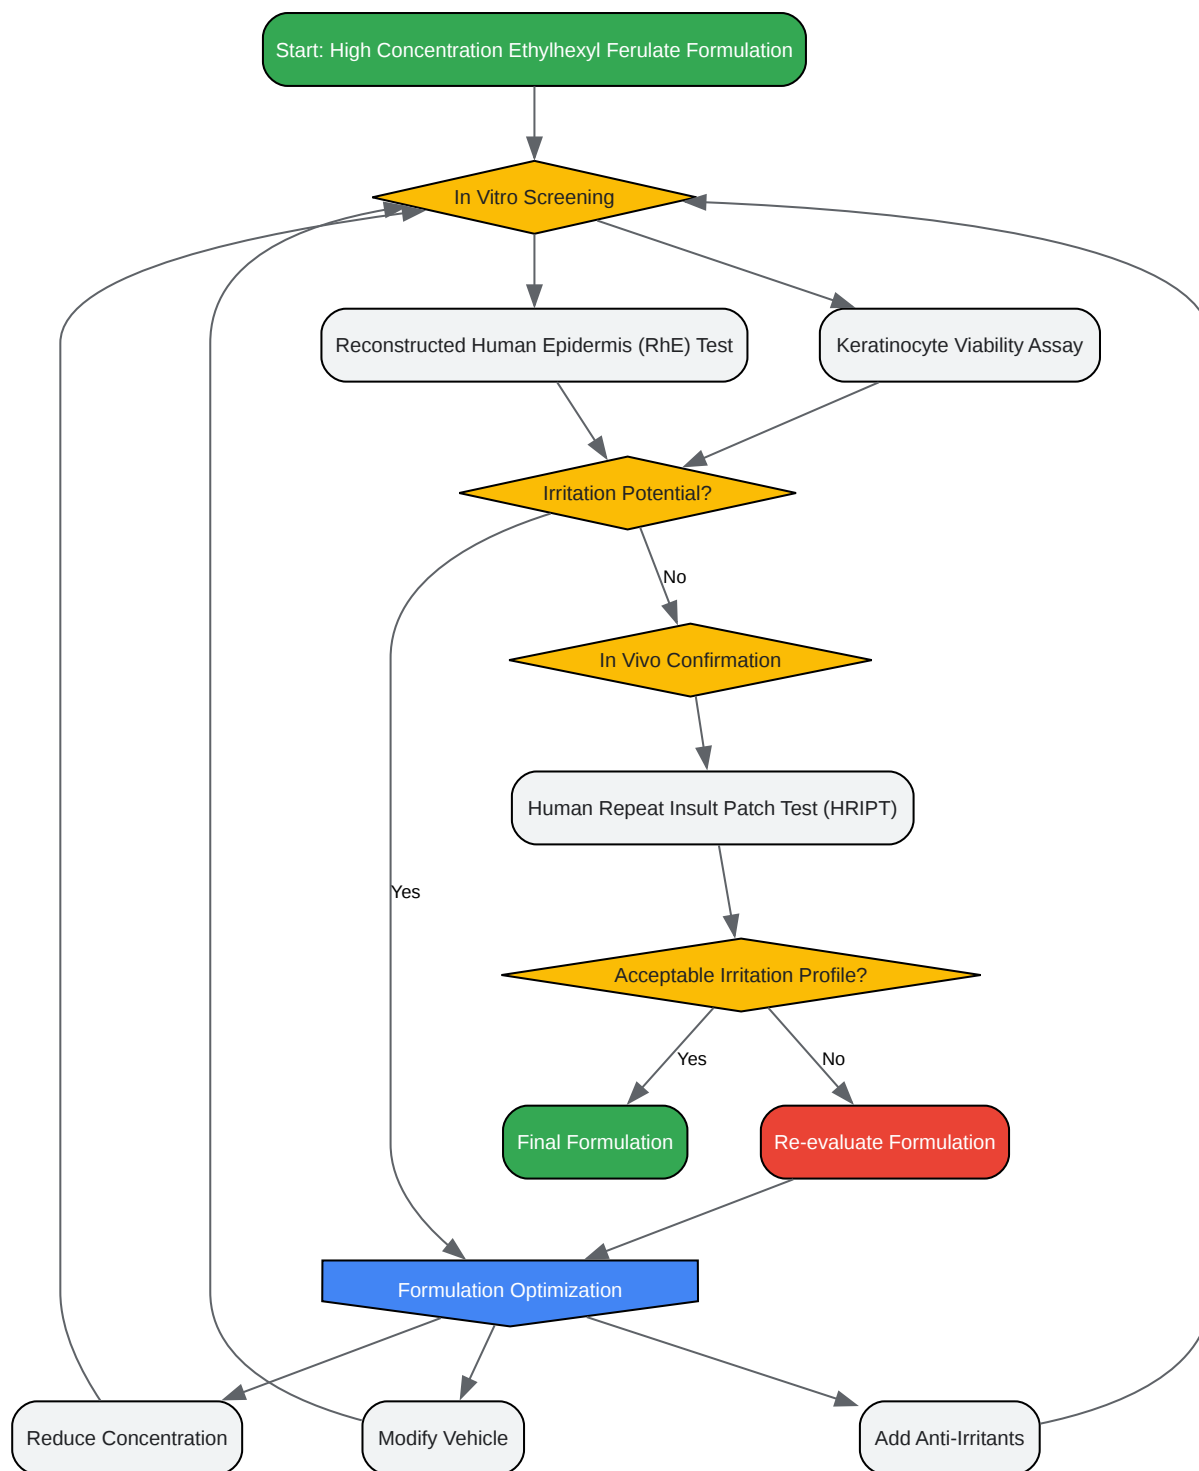 Start: High Concentration Ethylhexyl Ferulate Formulation
In Vitro Screening
Reconstructed Human Epidermis (RhE) Test
Keratinocyte Viability Assay
Irritation Potential?
No
In Vivo Confirmation
Human Repeat Insult Patch Test (HRIPT)
Yes
Acceptable Irritation Profile?
Yes
No
Final Formulation
Re-evaluate Formulation
Formulation Optimization
Reduce Concentration
Modify Vehicle
Add Anti-Irritants